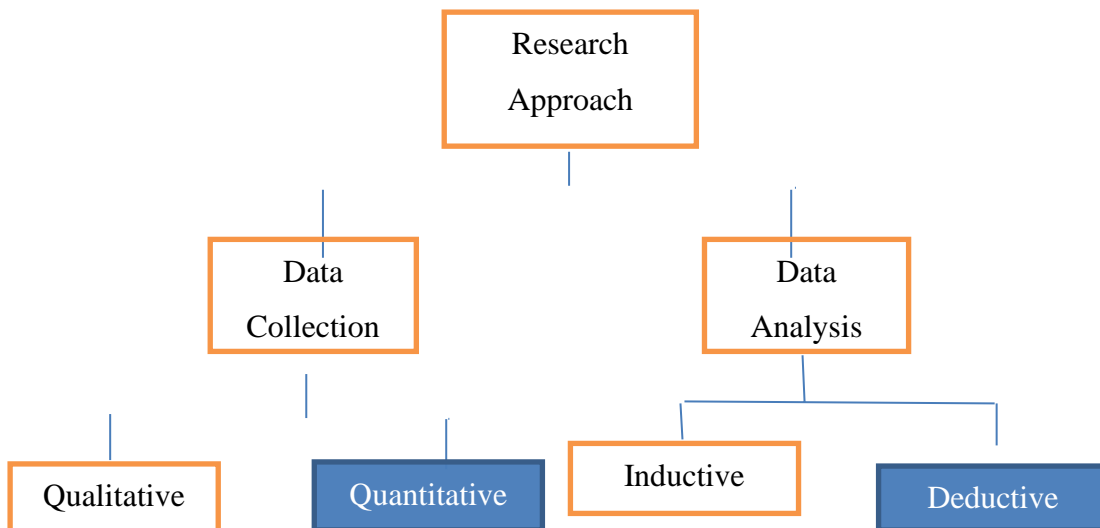 Research
Approach
Data
Collection
Data
Analysis
Qualitative
Quantitative
Inductive
Deductive